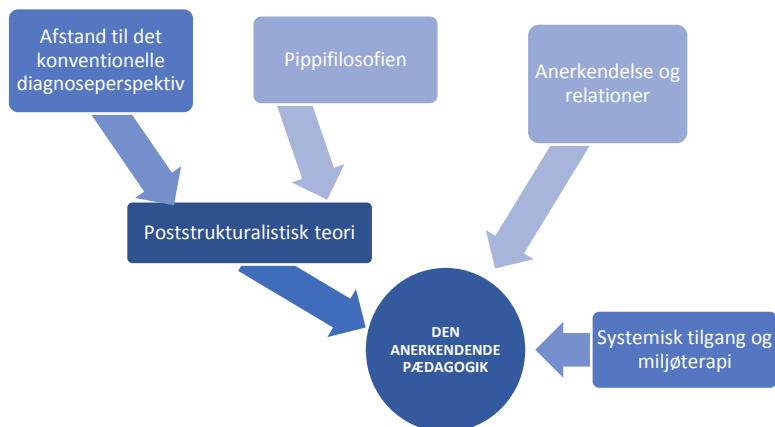 Afstand til det
konventionelle
diagnoseperspektiv
Pippifilosofien
Anerkendelse og
relationer
Poststrukturalistisk teori
DEN
ANERKENDENDE
PÆDAGOGIK
Systemisk tilgang og
miljøterapi